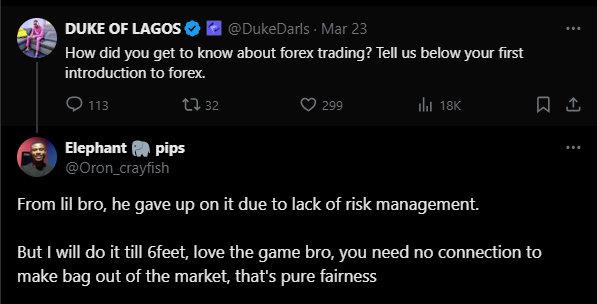 DUKE OF LAGOS @DukeDarls · Mar 23
How did you get to know about forex trading? Tell us below your first
introduction to forex.
113 32 299 18K
Elephant 🐘 pips
@Oron_crayfish
From lil bro, he gave up on it due to lack of risk management.
But I will do it till 6feet, love the game bro, you need no connection to
make bag out of the market, that's pure fairness